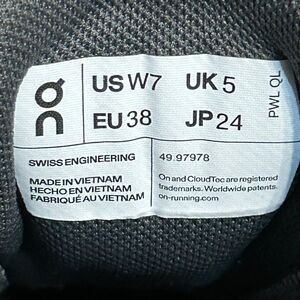 on
US W7 UK 5
EU 38 JP 24
PWL QL
SWISS ENGINEERING
49.97978
MADE IN VIETNAM
HECHO EN VIETNAM
FABRIQUÉ AU VIETNAM
On and CloudTec are registered
trademarks. Worldwide patents.
on-running.com